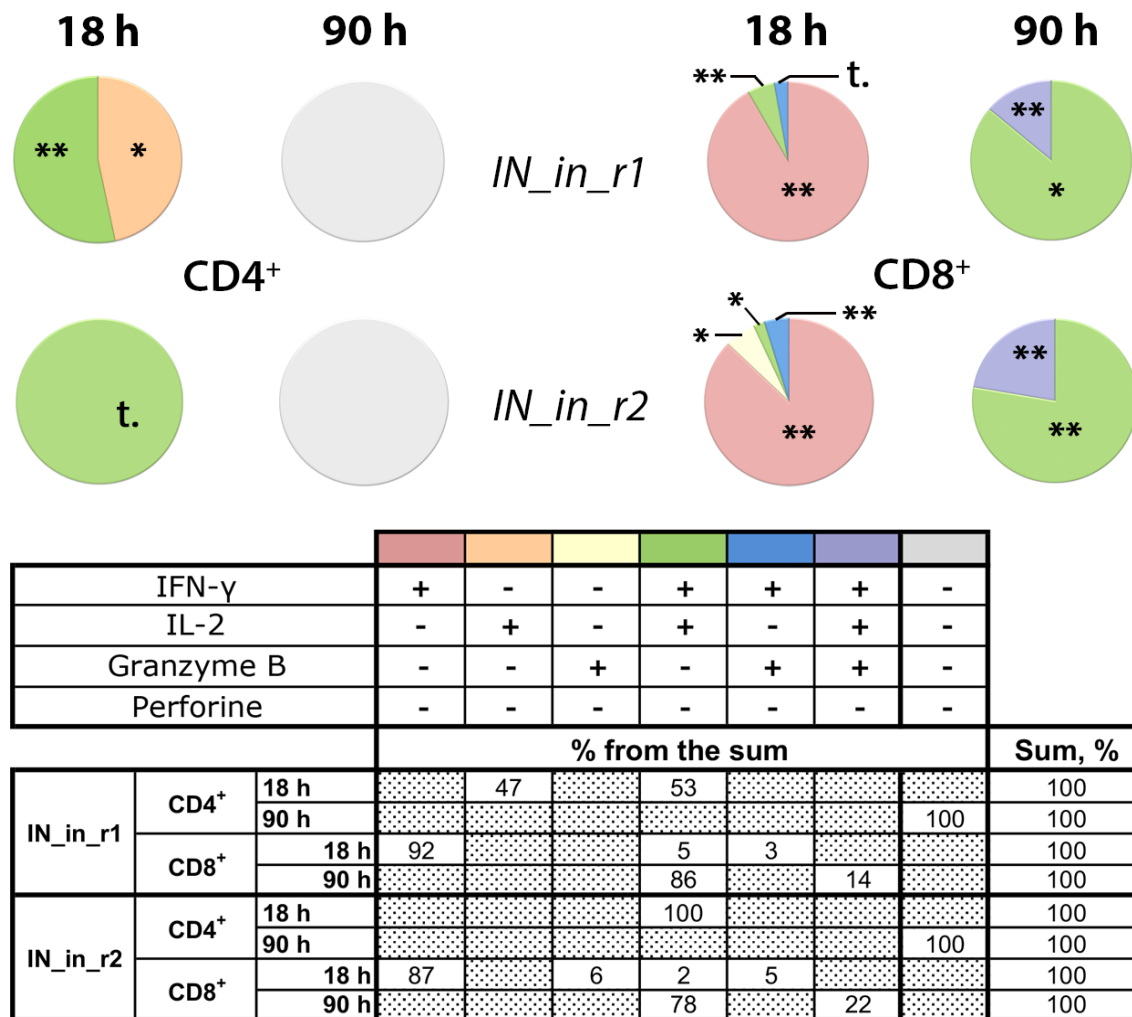 18 h 90 h 18 h 90 h
** * ** t. **
IN_in_r1
** *
CD4+ CD8+
* ** *
t. IN_in_r2 ** ** **
IFN-γ + - - + + + -
IL-2 - + - + - + -
Granzyme B - - + - + + -
Perforine - - - - - - -
% from the sum Sum, %
IN_in_r1 CD4+ 18 h 47 53 100
90 h 100 100
CD8+ 18 h 92 5 3 100
90 h 86 14 100
IN_in_r2 CD4+ 18 h 100 100
90 h 100 100
CD8+ 18 h 87 6 2 5 100
90 h 78 22 100